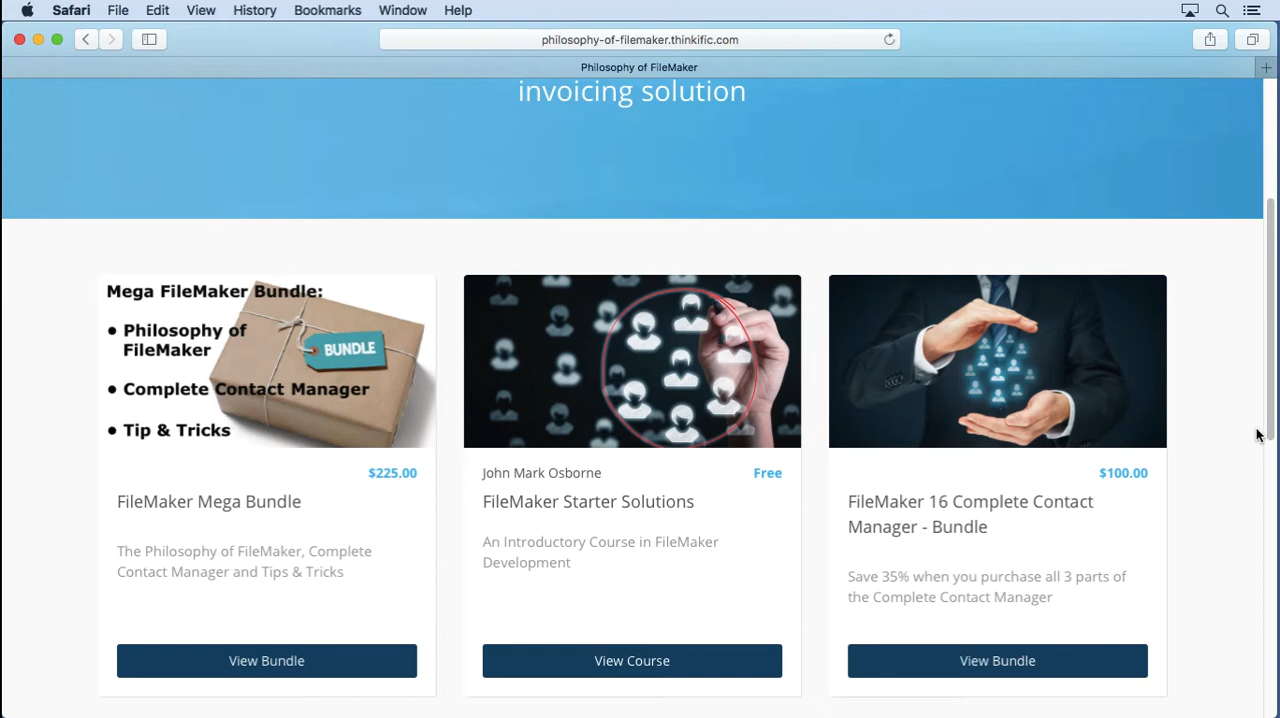 Safari File Edit View History Bookmarks Window Help
philosophy-of-filemaker.thinkific.com
Philosophy of FileMaker
invoicing solution
Mega FileMaker Bundle:
• Philosophy of
FileMaker
• Complete Contact Manager
• Tip & Tricks
BUNDLE
$225.00
FileMaker Mega Bundle
The Philosophy of FileMaker, Complete
Contact Manager and Tips & Tricks
View Bundle
John Mark Osborne Free
FileMaker Starter Solutions
An Introductory Course in FileMaker
Development
View Course
$100.00
FileMaker 16 Complete Contact
Manager - Bundle
Save 35% when you purchase all 3 parts of
the Complete Contact Manager
View Bundle